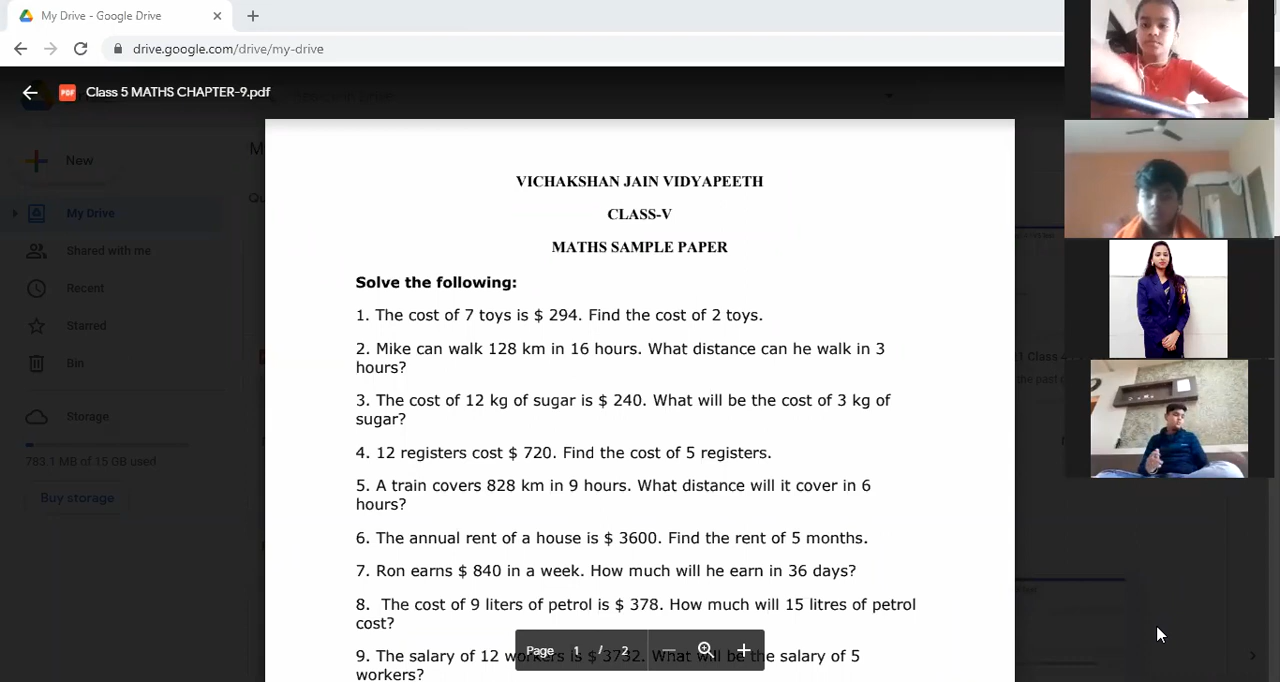 My Drive - Google Drive
drive.google.com/drive/my-drive
PDF
Class 5 MATHS CHAPTER-9.pdf
New
My Drive
Shared with me
Recent
Starred
Bin
Storage
783.1 MB of 15 GB used
Buy storage
VICHAKSHAN JAIN VIDYAPEETH
CLASS-V
MATHS SAMPLE PAPER
Solve the following:
1. The cost of 7 toys is $ 294. Find the cost of 2 toys.
2. Mike can walk 128 km in 16 hours. What distance can he walk in 3
hours?
3. The cost of 12 kg of sugar is $ 240. What will be the cost of 3 kg of
sugar?
4. 12 registers cost $ 720. Find the cost of 5 registers.
5. A train covers 828 km in 9 hours. What distance will it cover in 6
hours?
6. The annual rent of a house is $ 3600. Find the rent of 5 months.
7. Ron earns $ 840 in a week. How much will he earn in 36 days?
8. The cost of 9 liters of petrol is $ 378. How much will 15 litres of petrol
cost?
9. The salary of 12 workers is $ 3732. What will be the salary of 5
workers?
Page 1 / 2